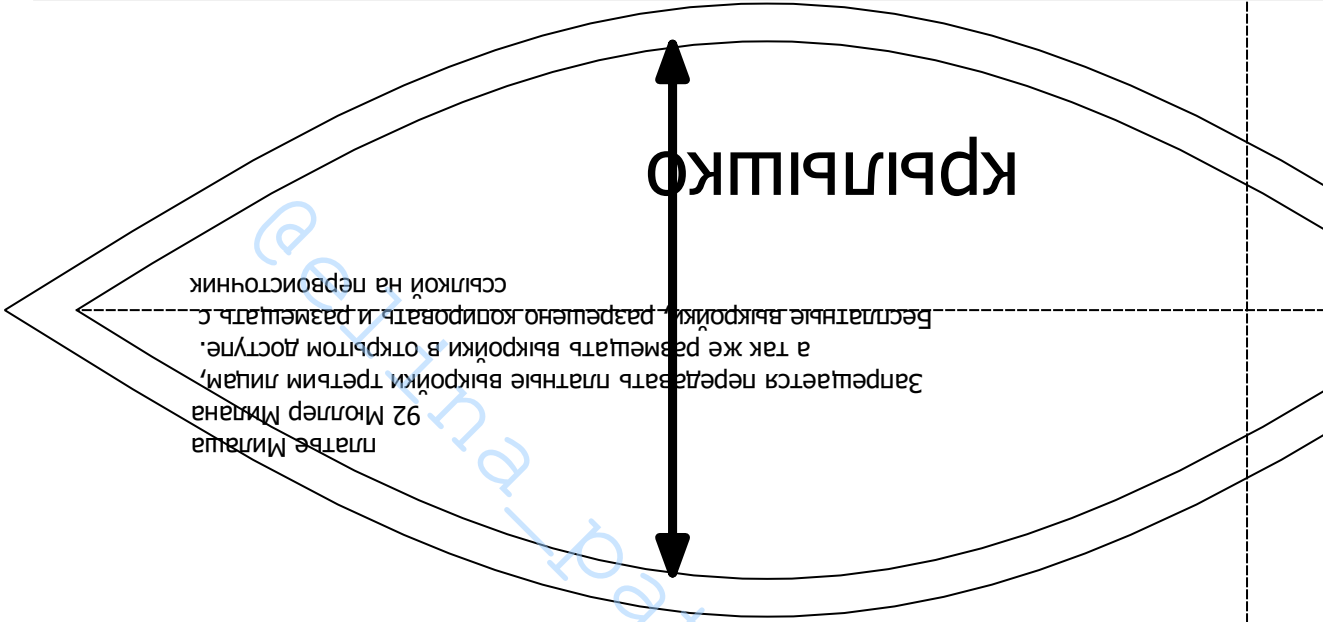 платье Милаша
92 Мюллер Милана
Запрещается передавать платные выкройки третьим лицам,
а так же размещать выкройки в открытом доступе.
Бесплатные выкройки, разрешено копировать и размещать с
ссылкой на первоисточник
крылышко
@elina_pa